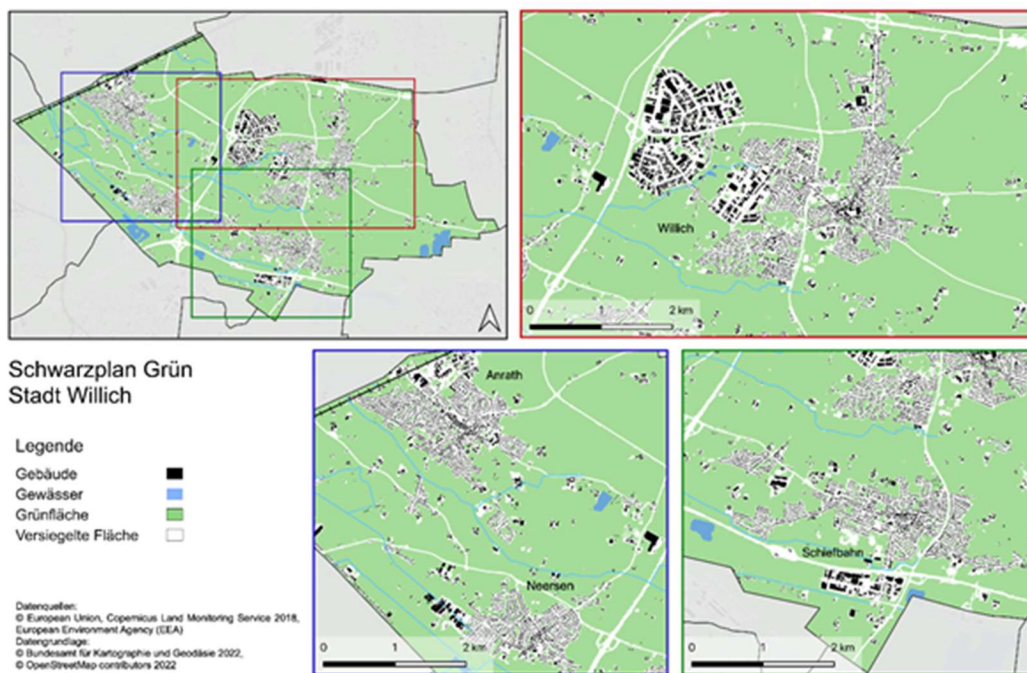 Willich
0 1 2 km
Schwarzplan Grün
Stadt Willich
Legende
Gebäude
Gewässer
Grünfläche
Versiegelte Fläche
Datenquellen:
© European Union, Copernicus Land Monitoring Service 2018,
European Environment Agency (EEA)
Datengrundlage:
© Bundesamt für Kartographie und Geodäsie 2022,
© OpenStreetMap contributors 2022
Anrath
Neersen
0 1 2 km
Schiefbahn
0 1 2 km